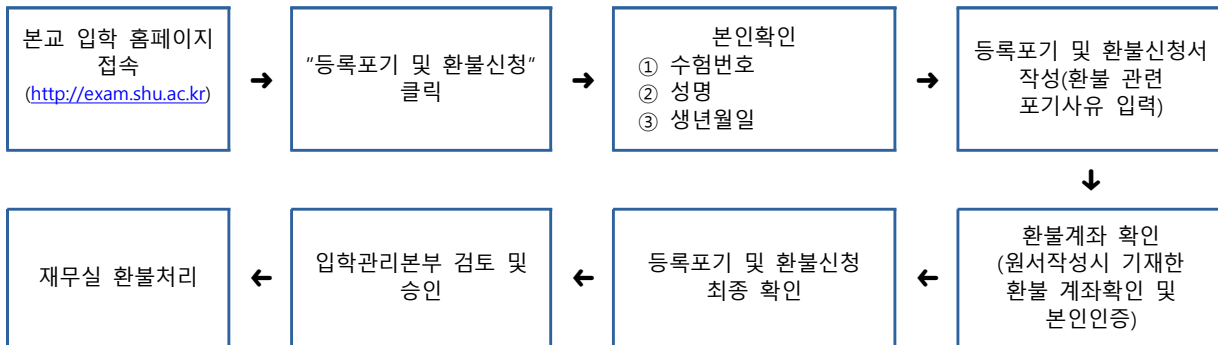 본교 입학 홈페이지
접속
(http://exam.shu.ac.kr)
➜
"등록포기 및 환불신청"
클릭
➜
본인확인
① 수험번호
② 성명
③ 생년월일
➜
등록포기 및 환불신청서
작성(환불 관련
포기사유 입력)
↓
환불계좌 확인
(원서작성시 기재한
환불 계좌확인 및
본인인증)
←
등록포기 및 환불신청
최종 확인
←
입학관리본부 검토 및
승인
←
재무실 환불처리